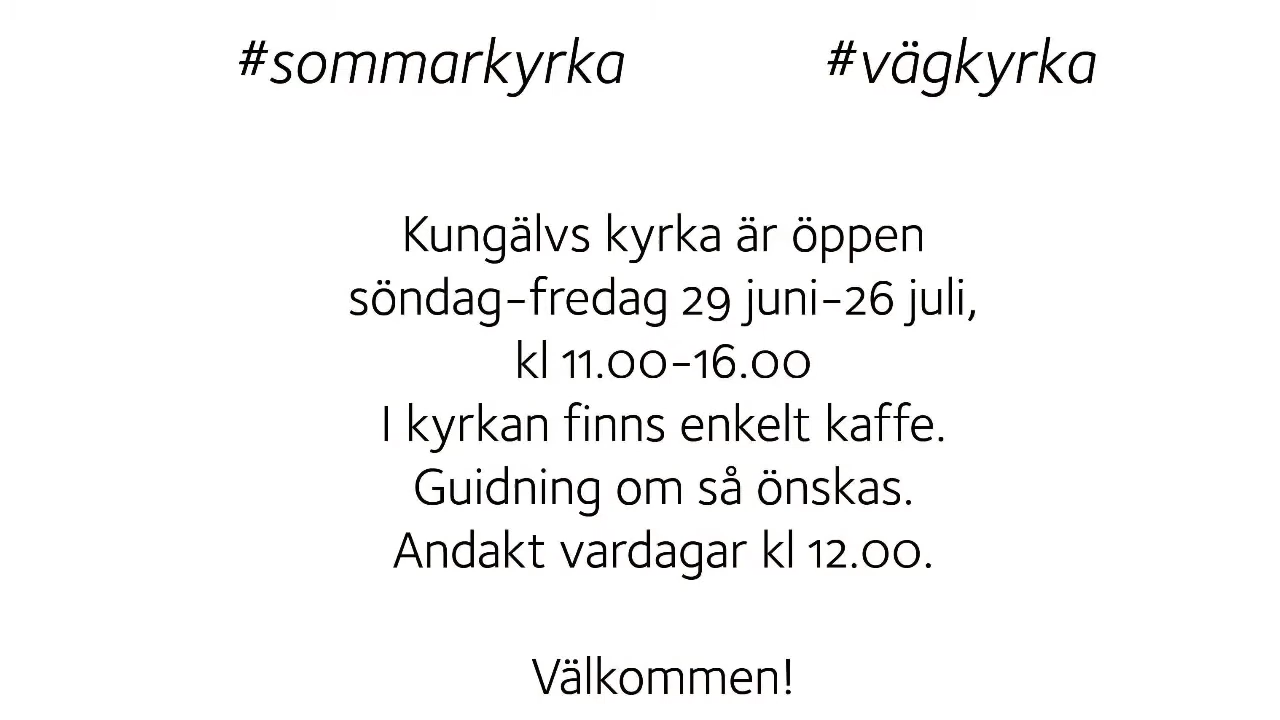 #sommarkyrka #vägkyrka
Kungälvs kyrka är öppen
söndag-fredag 29 juni-26 juli,
kl 11.00-16.00
I kyrkan finns enkelt kaffe.
Guidning om så önskas.
Andakt vardagar kl 12.00.
Välkommen!